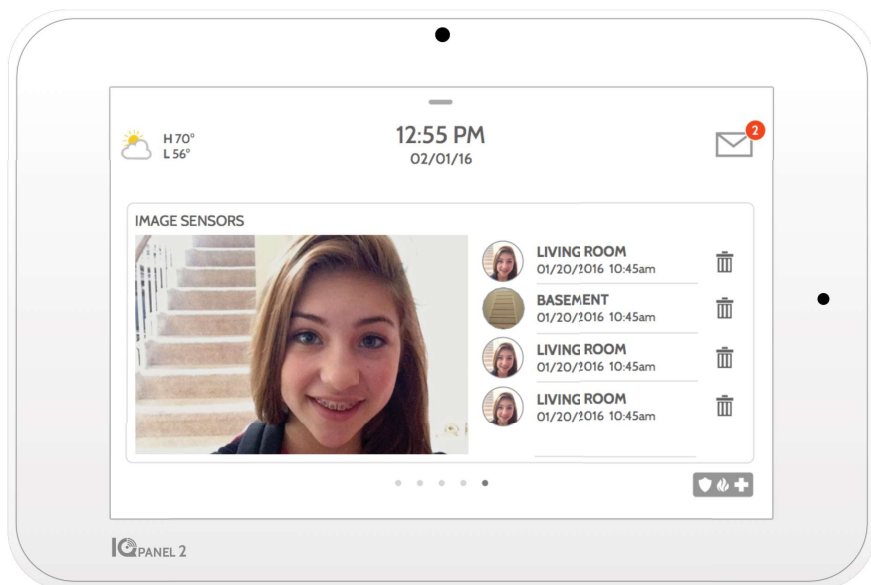 H 70°
L 56°
12:55 PM
02/01/16
2
IMAGE SENSORS
LIVING ROOM
01/20/2016 10:45am
BASEMENT
01/20/2016 10:45am
LIVING ROOM
01/20/2016 10:45am
LIVING ROOM
01/20/2016 10:45am
IQ PANEL 2